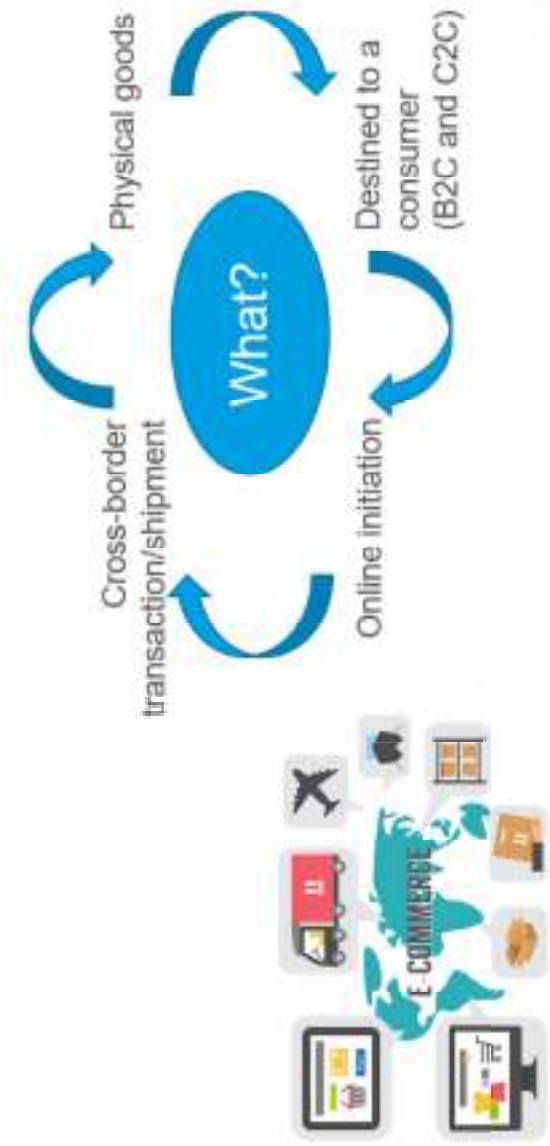 E-COMMERCE
What?
Cross-border
transaction/shipment
Physical goods
Destined to a
consumer
(B2C and C2C)
Online initiation